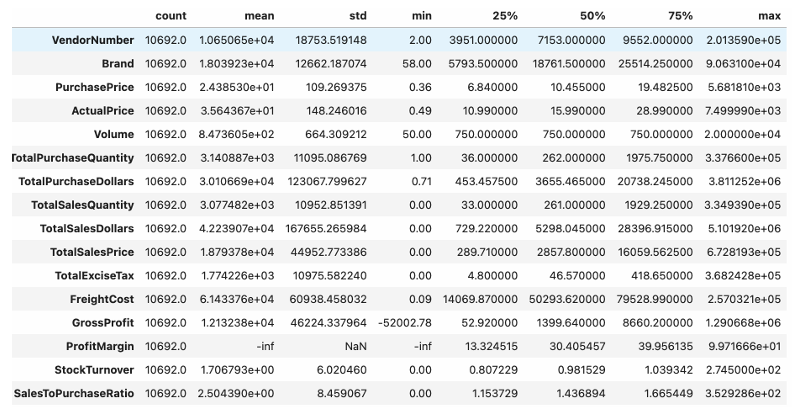 count mean std min 25% 50% 75% max
VendorNumber 10692.0 1.065065e+04 18753.519148 2.00 3951.000000 7153.000000 9552.000000 2.013590e+05
Brand 10692.0 1.803923e+04 12662.187074 58.00 5793.500000 18761.500000 25514.250000 9.063100e+04
PurchasePrice 10692.0 2.438530e+01 109.269375 0.36 6.840000 10.455000 19.482500 5.681810e+03
ActualPrice 10692.0 3.564367e+01 148.246016 0.49 10.990000 15.990000 28.990000 7.499990e+03
Volume 10692.0 8.473605e+02 664.309212 50.00 750.000000 750.000000 750.000000 2.000000e+04
TotalPurchaseQuantity 10692.0 3.140887e+03 11095.086769 1.00 36.000000 262.000000 1975.750000 3.376600e+05
TotalPurchaseDollars 10692.0 3.010669e+04 123067.799627 0.71 453.457500 3655.465000 20738.245000 3.811252e+06
TotalSalesQuantity 10692.0 3.077482e+03 10952.851391 0.00 33.000000 261.000000 1929.250000 3.349390e+05
TotalSalesDollars 10692.0 4.223907e+04 167655.265984 0.00 729.220000 5298.045000 28396.915000 5.101920e+06
TotalSalesPrice 10692.0 1.879378e+04 44952.773386 0.00 289.710000 2857.800000 16059.562500 6.728193e+05
TotalExciseTax 10692.0 1.774226e+03 10975.582240 0.00 4.800000 46.570000 418.650000 3.682428e+05
FreightCost 10692.0 6.143376e+04 60938.458032 0.09 14069.870000 50293.620000 79528.990000 2.570321e+05
GrossProfit 10692.0 1.213238e+04 46224.337964 -52002.78 52.920000 1399.640000 8660.200000 1.290668e+06
ProfitMargin 10692.0 -inf NaN -inf 13.324515 30.405457 39.956135 9.971666e+01
StockTurnover 10692.0 1.706793e+00 6.020460 0.00 0.807229 0.981529 1.039342 2.745000e+02
SalesToPurchaseRatio 10692.0 2.504390e+00 8.459067 0.00 1.153729 1.436894 1.665449 3.529286e+02